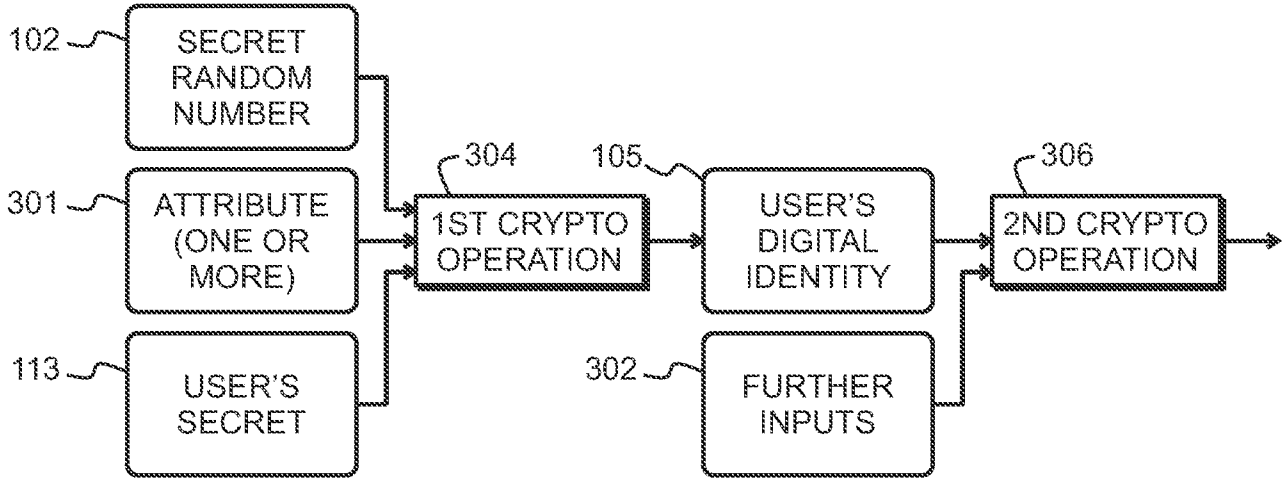 102
SECRET
RANDOM
NUMBER
304
105
306
301
ATTRIBUTE
(ONE OR
MORE)
1ST CRYPTO
OPERATION
USER'S
DIGITAL
IDENTITY
2ND CRYPTO
OPERATION
113
USER'S
SECRET
302
FURTHER
INPUTS